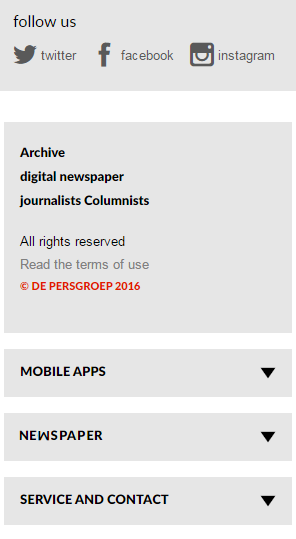 follow us
twitter facebook instagram
Archive
digital newspaper
journalists Columnists
All rights reserved
Read the terms of use
© DE PERSGROEP 2016
MOBILE APPS
NEWSPAPER
SERVICE AND CONTACT